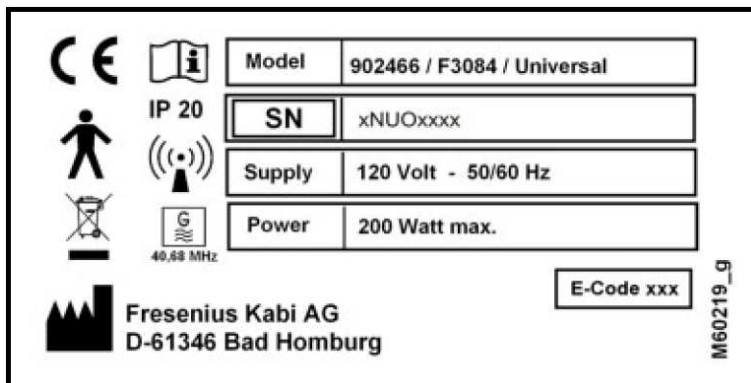 CE
IP 20
G
40,68 MHz
Model 902466 / F3084 / Universal
SN xNUOxxxx
Supply 120 Volt - 50/60 Hz
Power 200 Watt max.
E-Code xxx
Fresenius Kabi AG
D-61346 Bad Homburg
M60219_g